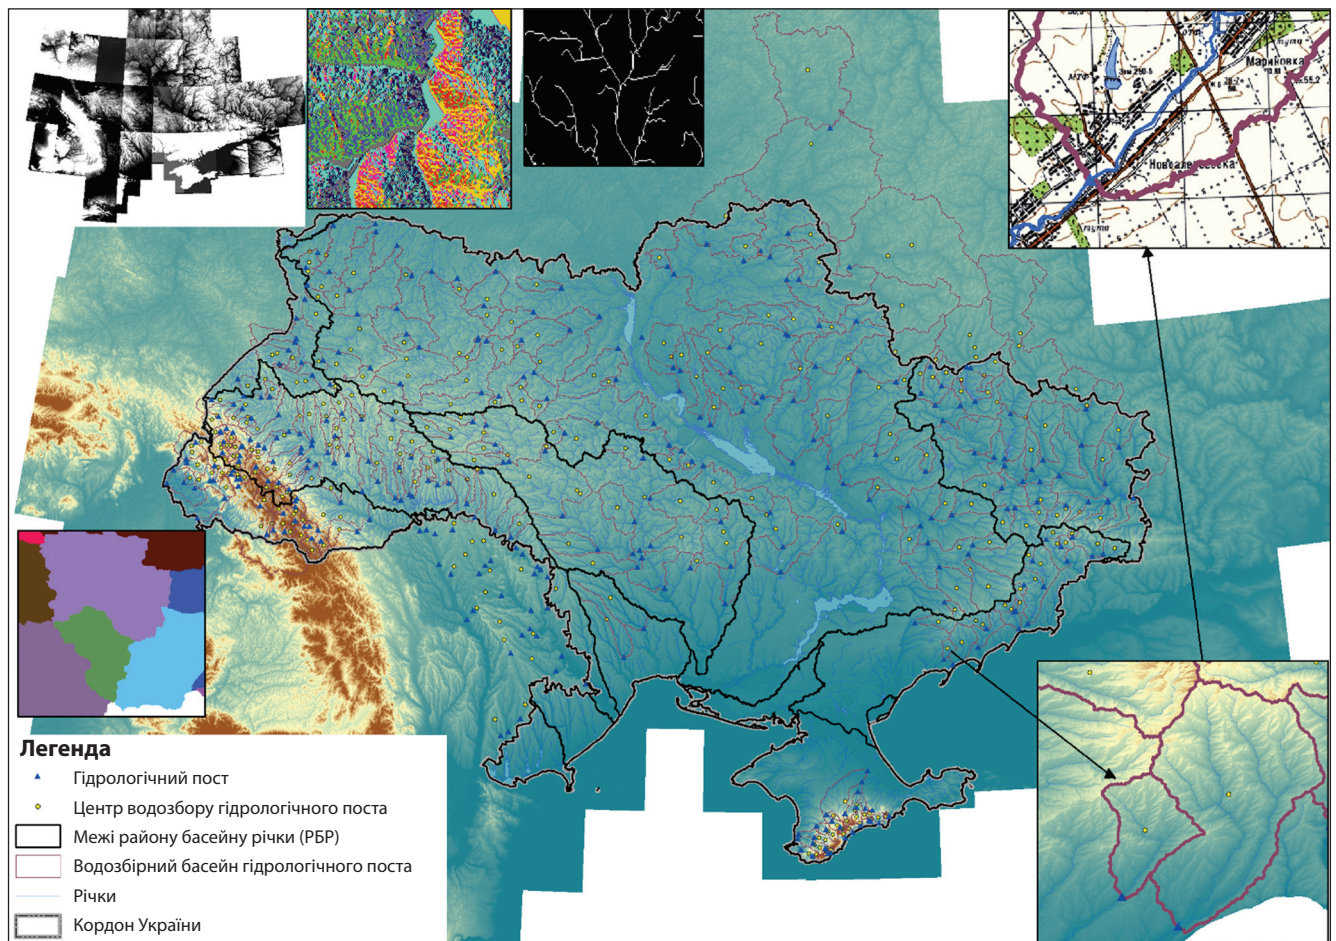 Мариновка
Новоалексеевка
Легенда
Гідрологічний пост
Центр водозбору гідрологічного поста
Межі району басейну річки (РБР)
Водозбірний басейн гідрологічного поста
Річки
Кордон України